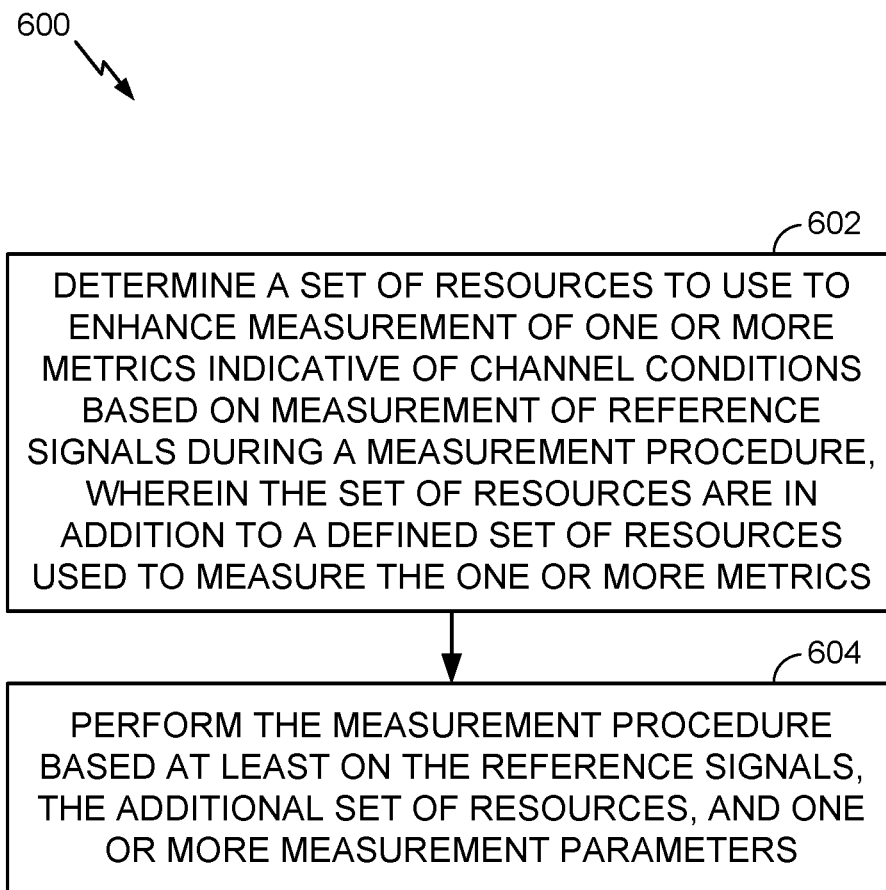 600
602
DETERMINE A SET OF RESOURCES TO USE TO
ENHANCE MEASUREMENT OF ONE OR MORE
METRICS INDICATIVE OF CHANNEL CONDITIONS
BASED ON MEASUREMENT OF REFERENCE
SIGNALS DURING A MEASUREMENT PROCEDURE,
WHEREIN THE SET OF RESOURCES ARE IN
ADDITION TO A DEFINED SET OF RESOURCES
USED TO MEASURE THE ONE OR MORE METRICS
604
PERFORM THE MEASUREMENT PROCEDURE
BASED AT LEAST ON THE REFERENCE SIGNALS,
THE ADDITIONAL SET OF RESOURCES, AND ONE
OR MORE MEASUREMENT PARAMETERS